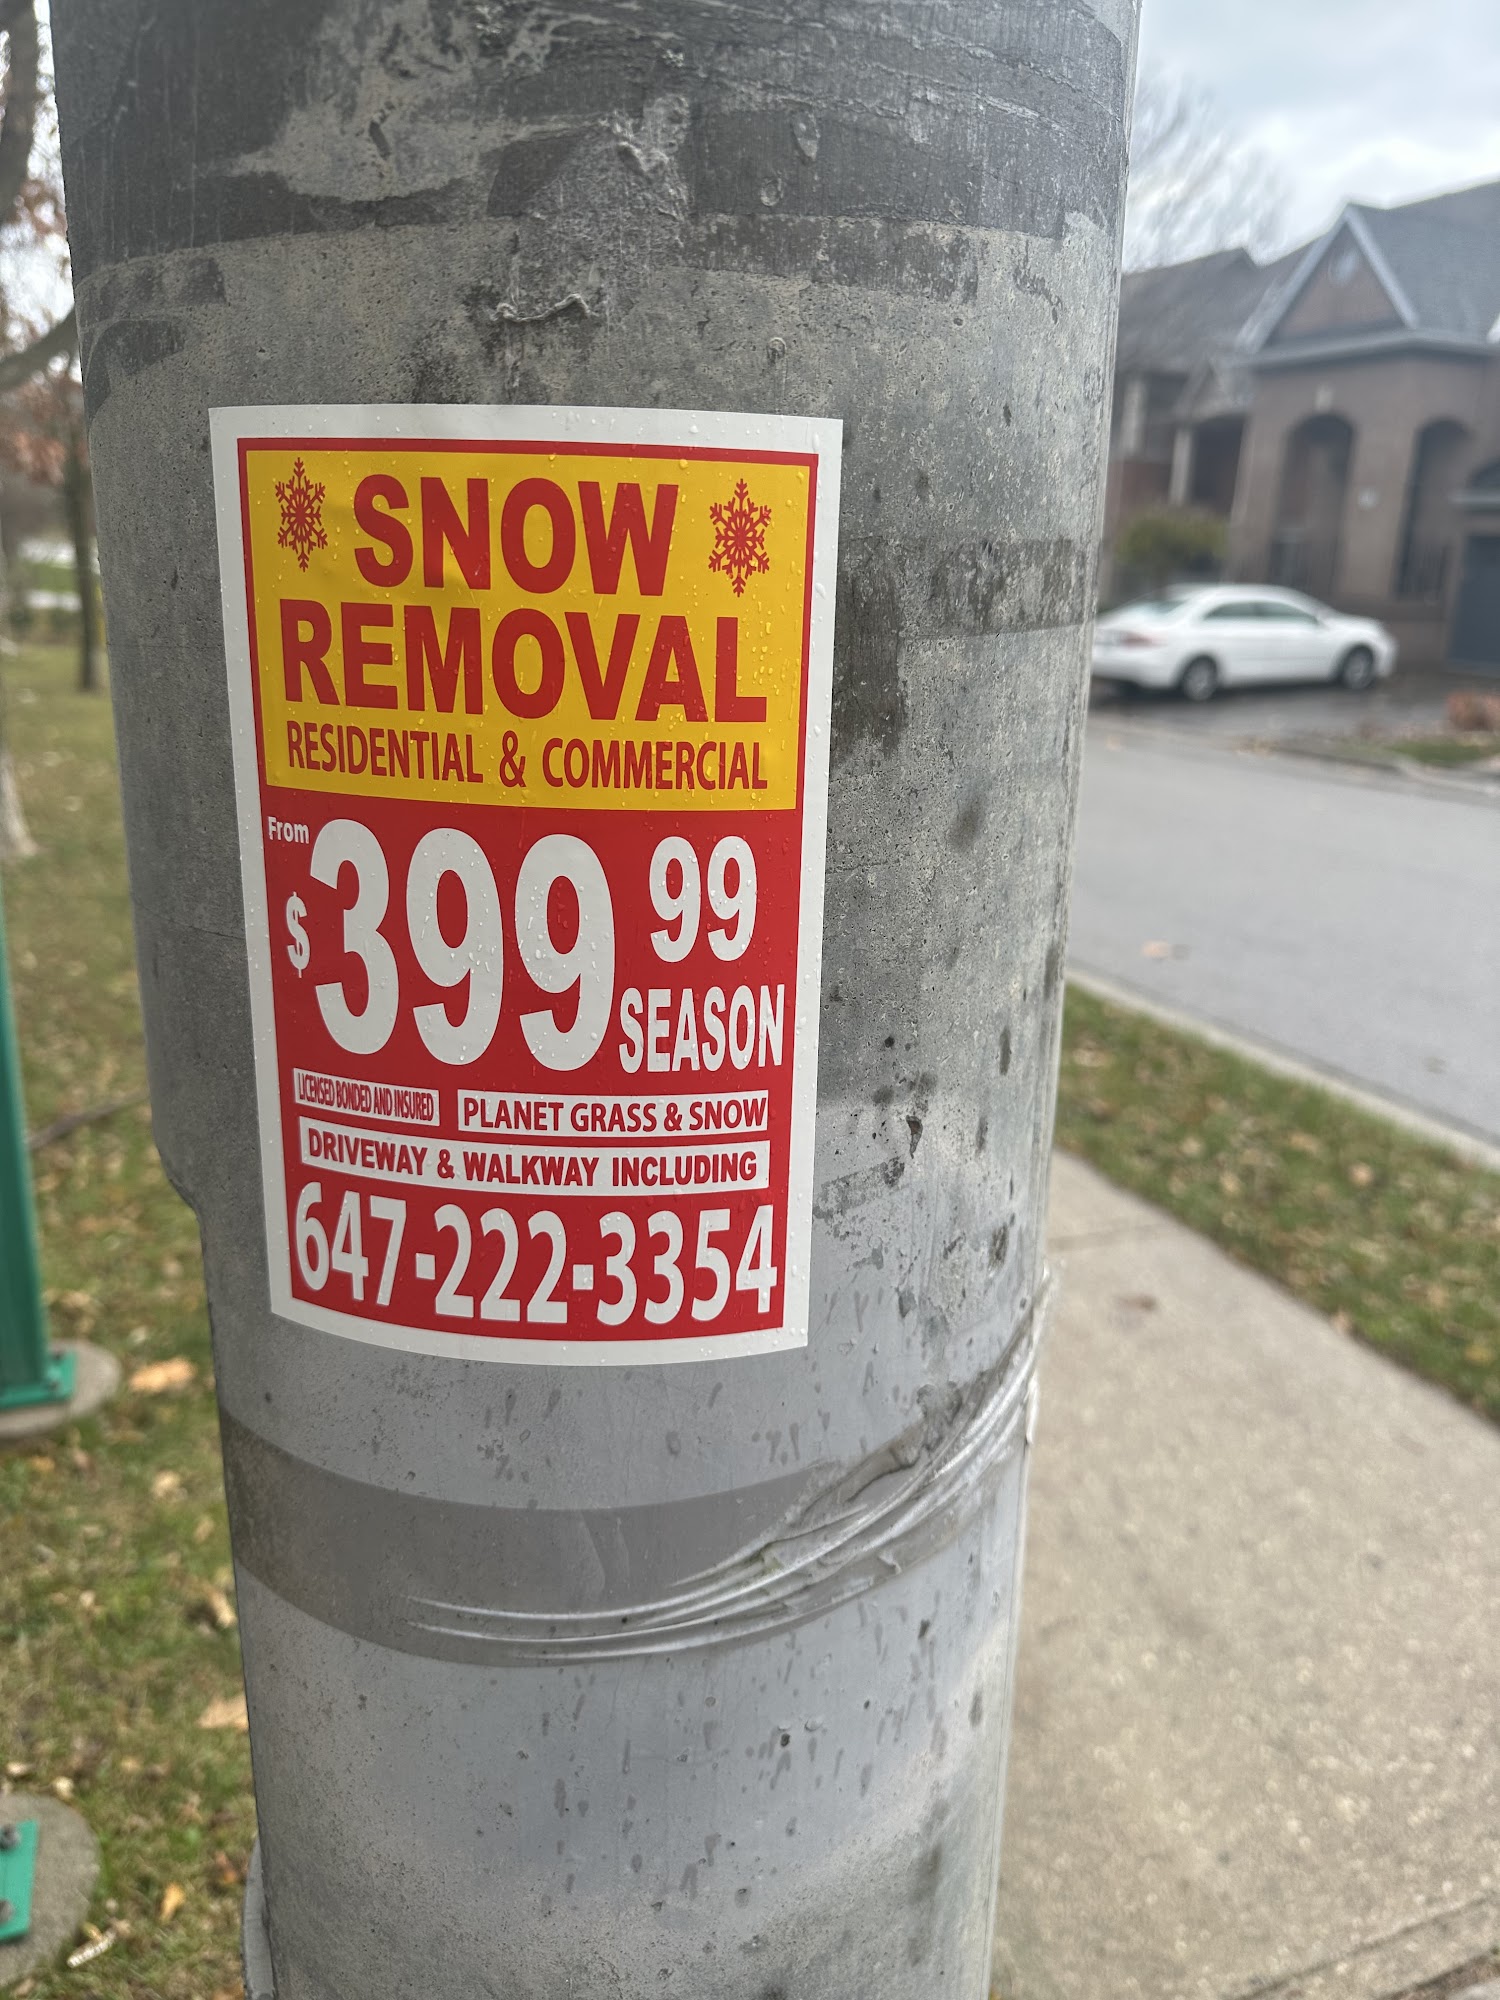 SNOW
REMOVAL
RESIDENTIAL & COMMERCIAL
From
$399 99
SEASON
LICENSED BONDED AND INSURED PLANET GRASS & SNOW
DRIVEWAY & WALKWAY INCLUDING
647-222-3354